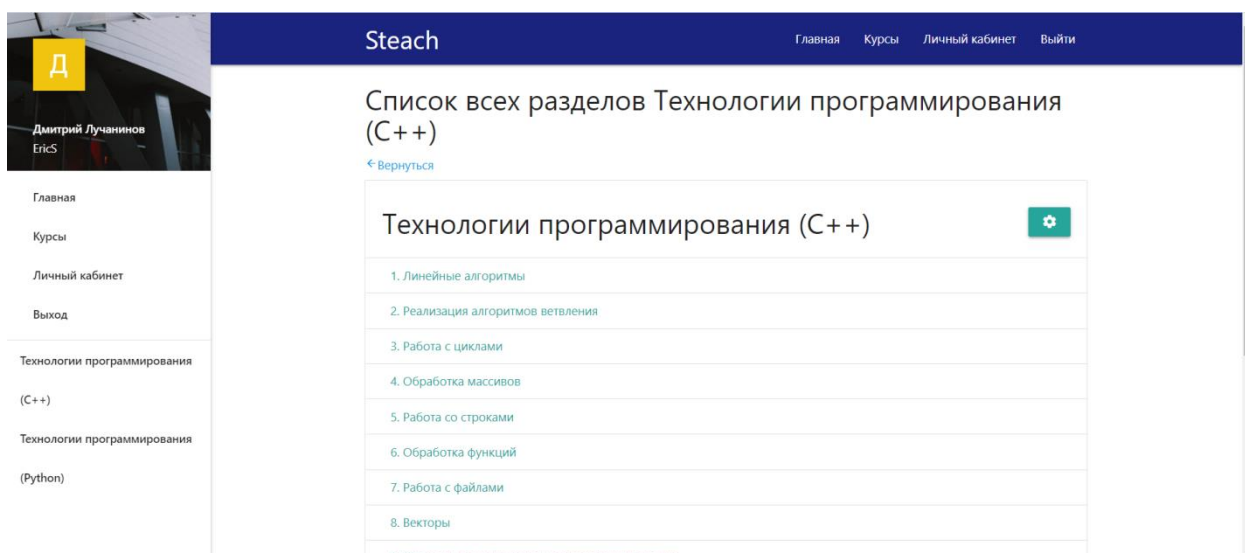 Д
Дмитрий Лучанинов
EricS
Главная
Курсы
Личный кабинет
Выход
Технологии программирования
(C++)
Технологии программирования
(Python)
Steach
Главная Курсы Личный кабинет Выйти
Список всех разделов Технологии программирования
(C++)
←Вернуться
Технологии программирования (C++)
1. Линейные алгоритмы
2. Реализация алгоритмов ветвления
3. Работа с циклами
4. Обработка массивов
5. Работа со строками
6. Обработка функций
7. Работа с файлами
8. Векторы